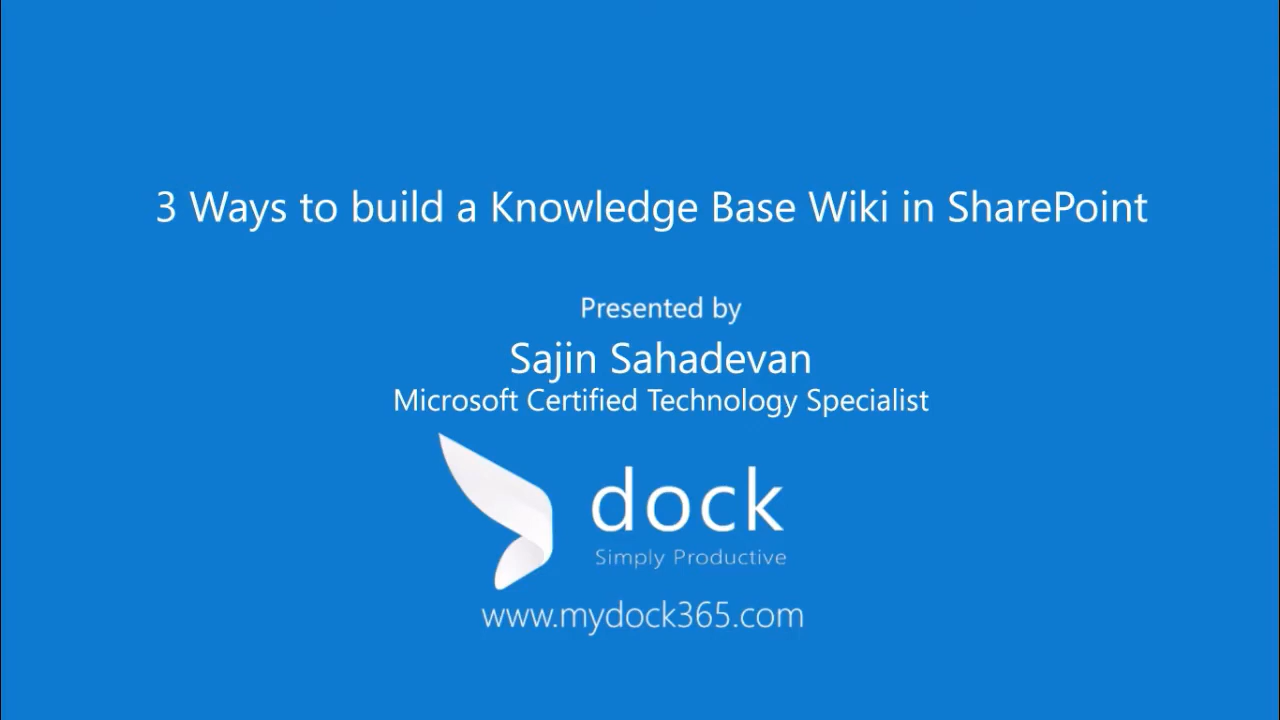 3 Ways to build a Knowledge Base Wiki in SharePoint
Presented by
Sajin Sahadevan
Microsoft Certified Technology Specialist
dock
Simply Productive
www.mydock365.com